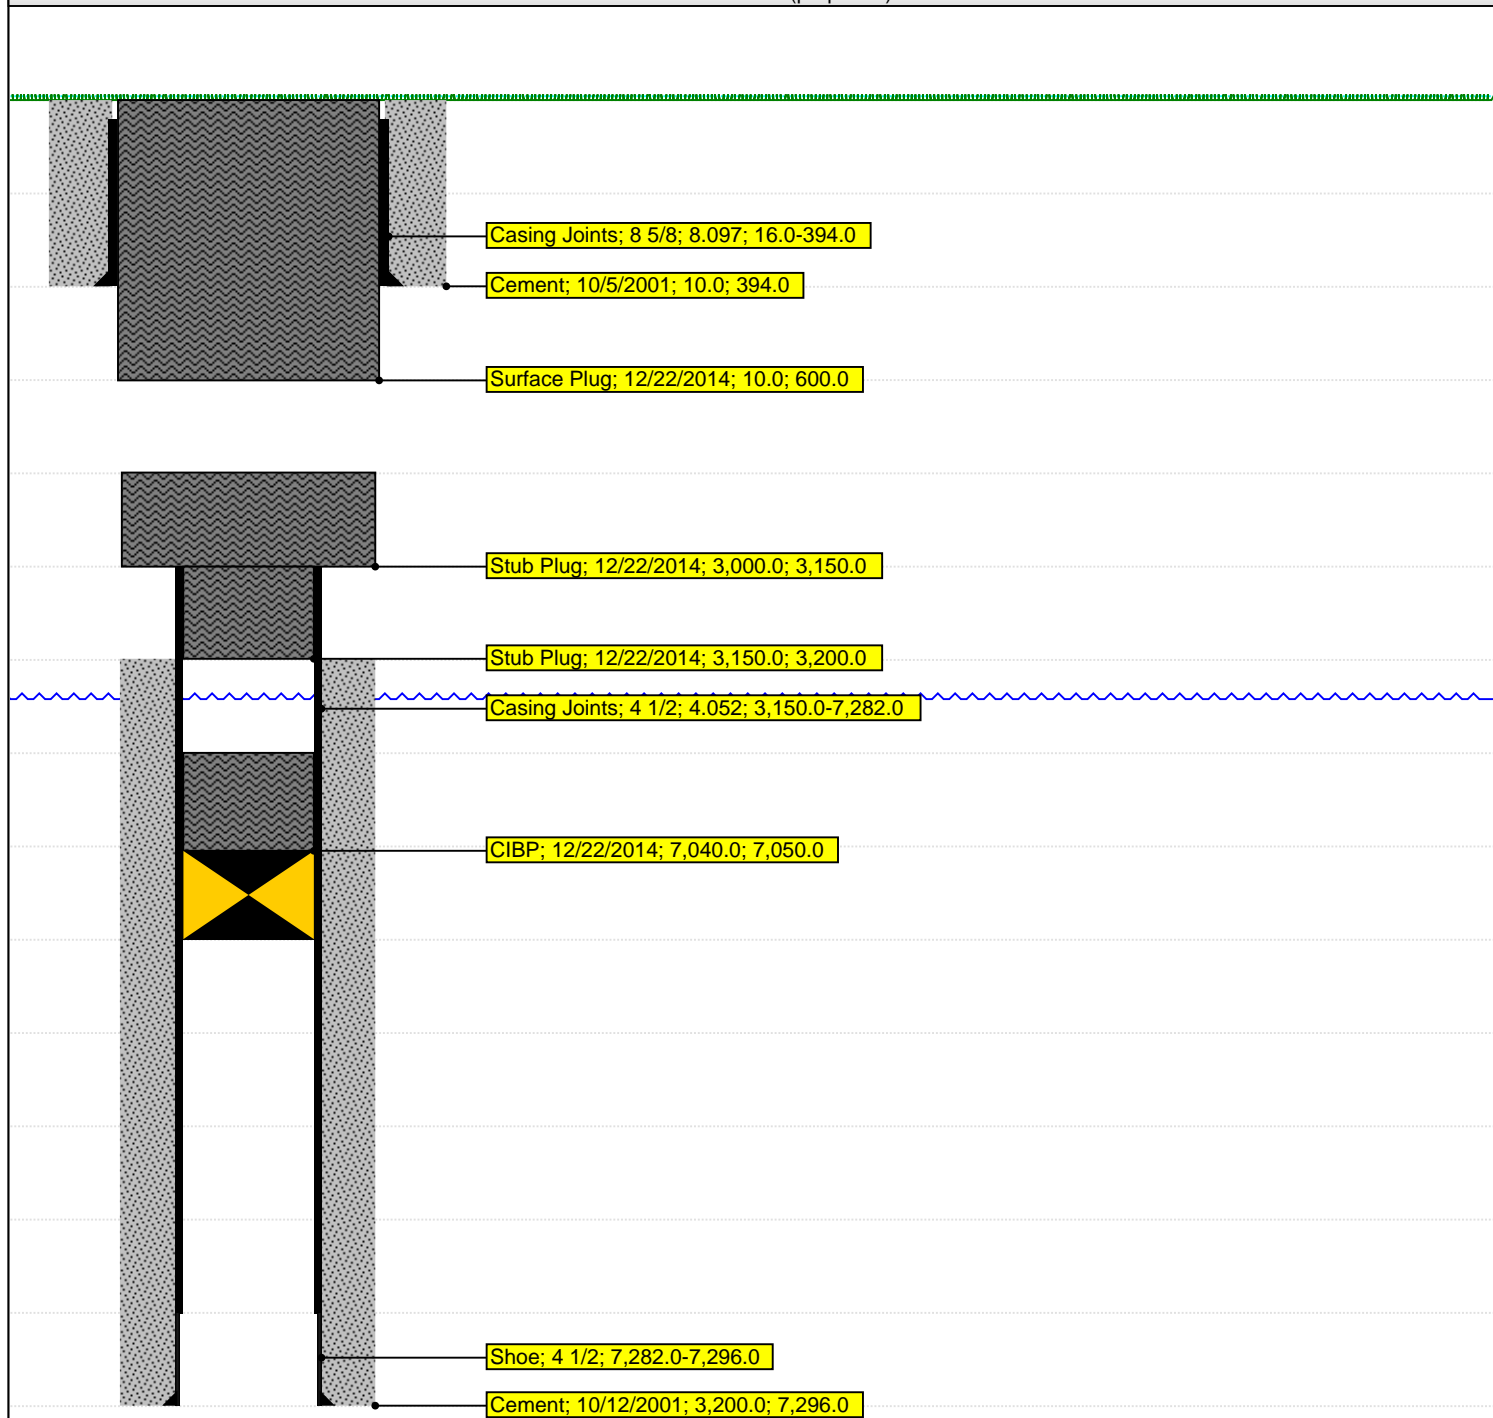 Casing Joints; 8 5/8; 8.097; 16.0-394.0
Cement; 10/5/2001; 10.0; 394.0
Surface Plug; 12/22/2014; 10.0; 600.0
Stub Plug; 12/22/2014; 3,000.0; 3,150.0
Stub Plug; 12/22/2014; 3,150.0; 3,200.0
Casing Joints; 4 1/2; 4.052; 3,150.0-7,282.0
CIBP; 12/22/2014; 7,040.0; 7,050.0
Shoe; 4 1/2; 7,282.0-7,296.0
Cement; 10/12/2001; 3,200.0; 7,296.0